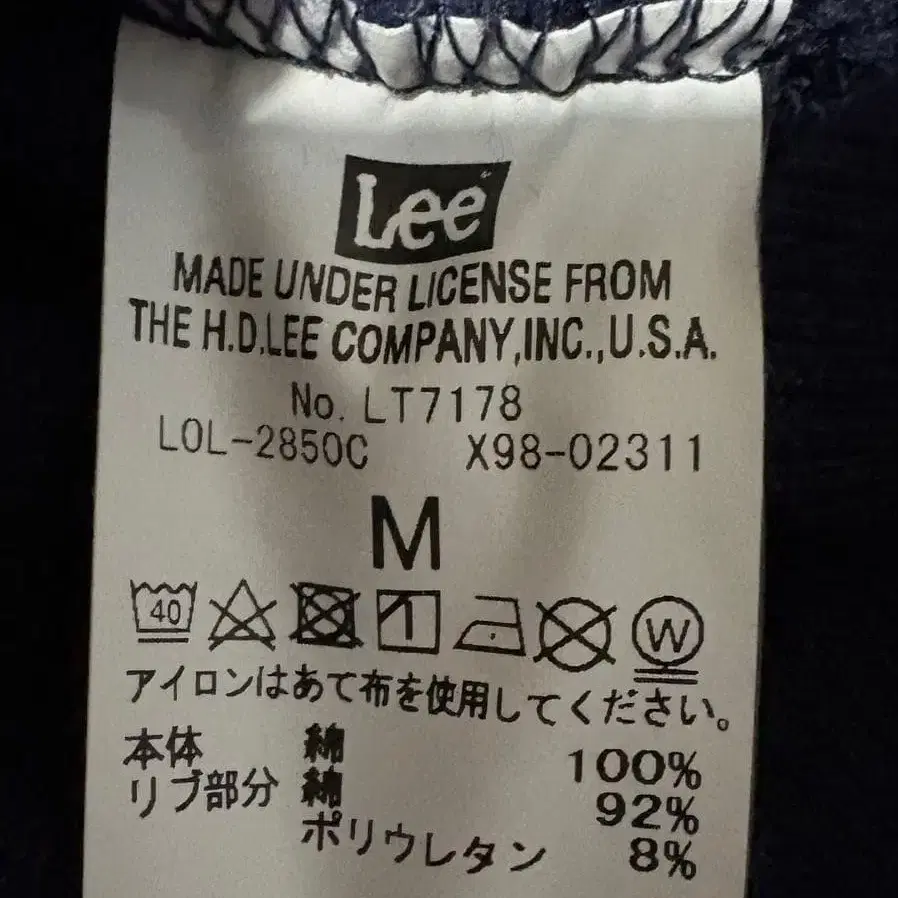 Lee
MADE UNDER LICENSE FROM
THE H.D.LEE COMPANY,INC.,U.S.A.
No. LT7178
LOL-2850C X98-02311
M
40 W
アイロンはあて布を使用してください。
本体 綿 100%
リブ部分 綿 92%
ポリウレタン 8%